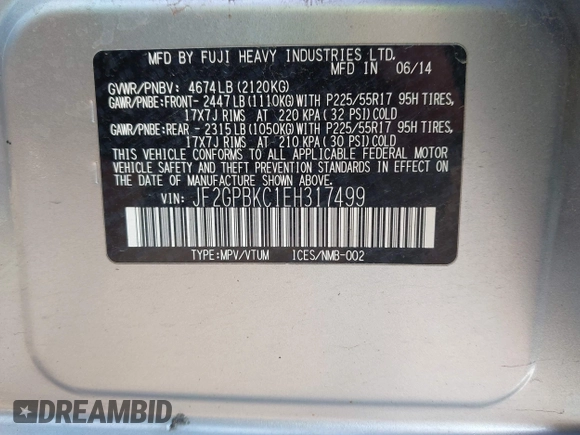 MFD BY FUJI HEAVY INDUSTRIES LTD.
MFD IN 06/14
GVWR/PNBV: 4674LB (2120KG)
GAWR/PNBE:FRONT- 2447LB (1110KG) WITH P225/55R17 95H TIRES,
17X7J RIMS AT 220 KPA ( 32 PSI) COLD
GAWR/PNBE:REAR - 2315LB (1050KG) WITH P225/55R17 95H TIRES,
17X7J RIMS AT 210 KPA ( 30 PSI) COLD
THIS VEHICLE CONFORMS TO ALL APPLICABLE FEDERAL MOTOR
VEHICLE SAFETY AND THEFT PREVENTION STANDARDS IN EFFECT
ON THE DATE OF MANUFACTURE SHOWN ABOVE.
VIN: JF2GPBKC1EH317499
TYPE:MPV/VTUM ICES/NMB-002
DREAMBID